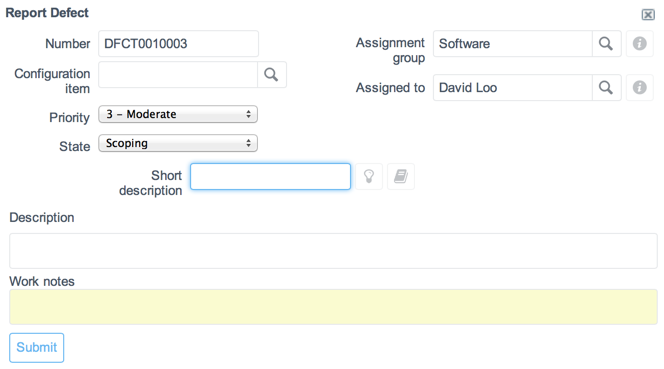 Report Defect
Number DFCT0010003
Assignment group Software
Configuration item
Assigned to David Loo
Priority 3 - Moderate
State Scoping
Short description
Description
Work notes
Submit